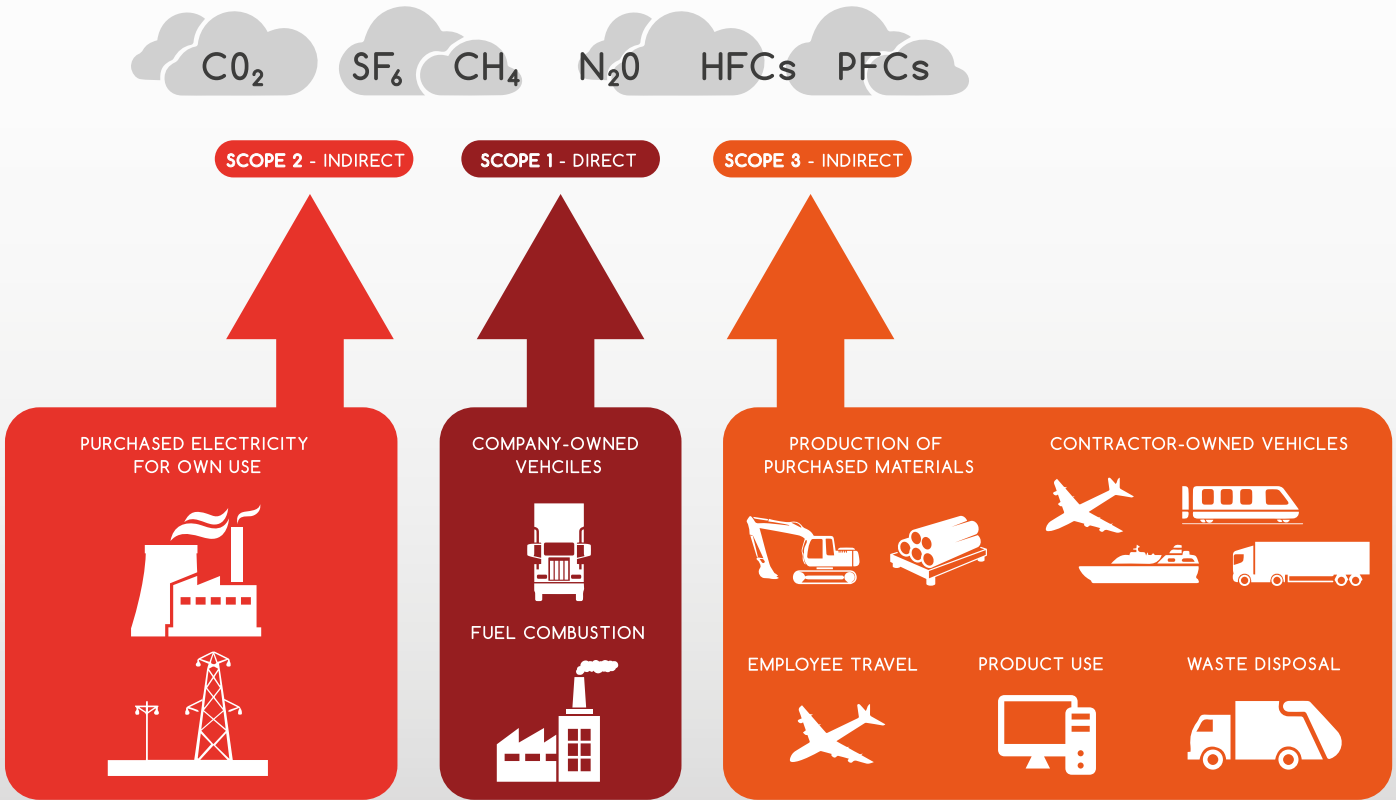 C0₂ SF₆ CH₄ N₂0 HFCs PFCs
SCOPE 2 - INDIRECT
SCOPE 1 - DIRECT
SCOPE 3 - INDIRECT
PURCHASED ELECTRICITY
FOR OWN USE
COMPANY-OWNED
VEHCILES
FUEL COMBUSTION
PRODUCTION OF
PURCHASED MATERIALS
CONTRACTOR-OWNED VEHICLES
EMPLOYEE TRAVEL
PRODUCT USE
WASTE DISPOSAL